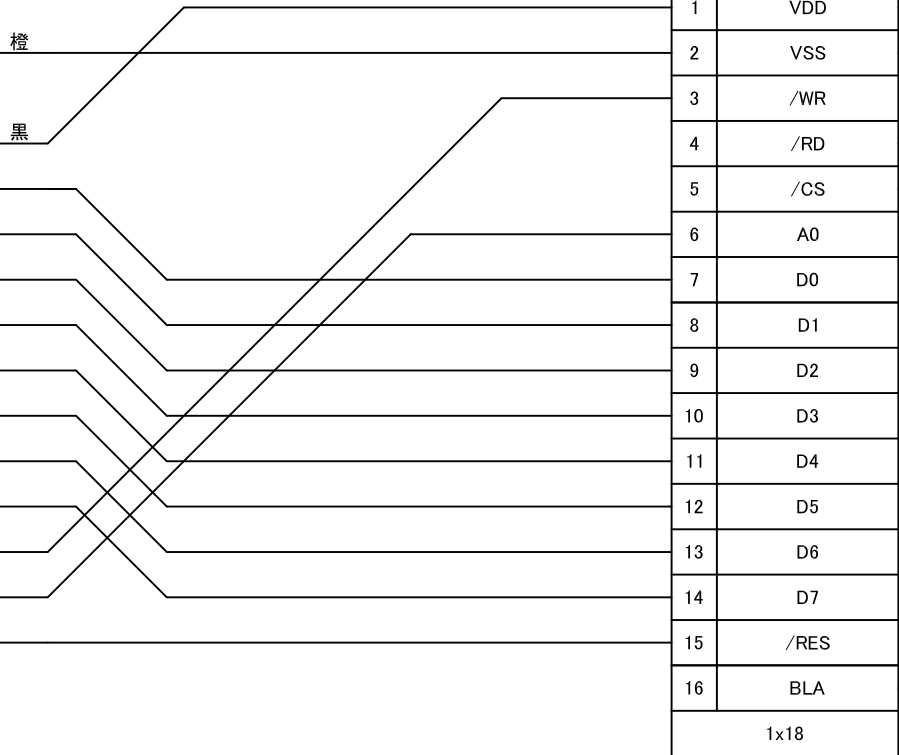 1 VDD
橙
2 VSS
3 /WR
黒
4 /RD
5 /CS
6 A0
7 D0
8 D1
9 D2
10 D3
11 D4
12 D5
13 D6
14 D7
15 /RES
16 BLA
1x18